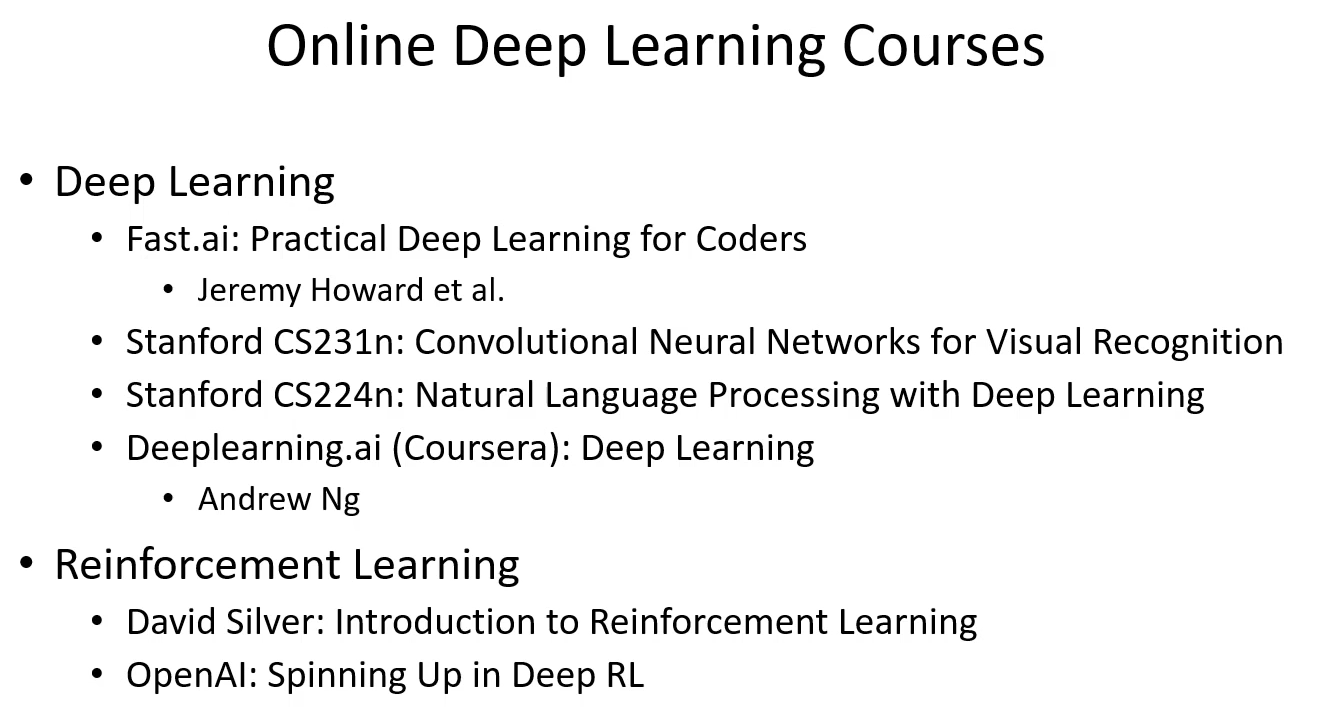 Online Deep Learning Courses
• Deep Learning
• Fast.ai: Practical Deep Learning for Coders
• Jeremy Howard et al.
• Stanford CS231n: Convolutional Neural Networks for Visual Recognition
• Stanford CS224n: Natural Language Processing with Deep Learning
• Deeplearning.ai (Coursera): Deep Learning
• Andrew Ng
• Reinforcement Learning
• David Silver: Introduction to Reinforcement Learning
• OpenAI: Spinning Up in Deep RL